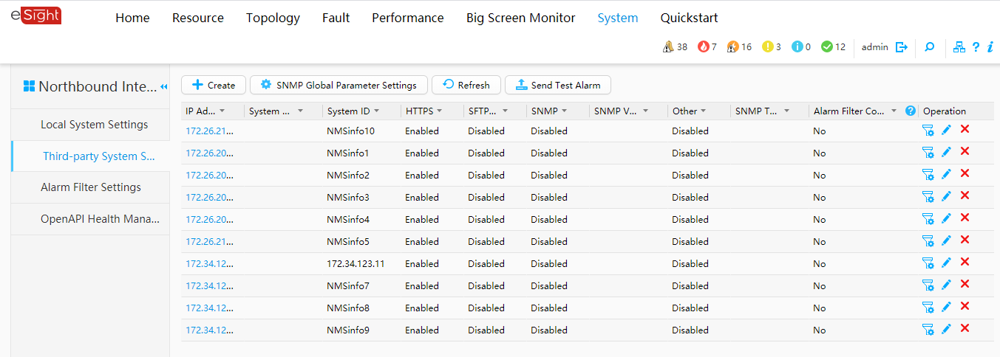 eSight Home Resource Topology Fault Performance Big Screen Monitor System Quickstart
38 7 16 3 0 12 admin ? i
Northbound Inte...
Local System Settings
Third-party System S...
Alarm Filter Settings
OpenAPI Health Mana...
Create SNMP Global Parameter Settings Refresh Send Test Alarm
IP Ad... System ... System ID HTTPS SFTP... SNMP SNMP V... Other SNMP T... Alarm Filter Co... ? Operation
172.26.21... NMSinfo10 Enabled Disabled Disabled Disabled No
172.26.20... NMSinfo1 Enabled Disabled Disabled Disabled No
172.26.20... NMSinfo2 Enabled Disabled Disabled Disabled No
172.26.20... NMSinfo3 Enabled Disabled Disabled Disabled No
172.26.20... NMSinfo4 Enabled Disabled Disabled Disabled No
172.26.21... NMSinfo5 Enabled Disabled Disabled Disabled No
172.34.12... 172.34.123.11 Enabled Disabled Disabled Disabled No
172.34.12... NMSinfo7 Enabled Disabled Disabled Disabled No
172.34.12... NMSinfo8 Enabled Disabled Disabled Disabled No
172.34.12... NMSinfo9 Enabled Disabled Disabled Disabled No